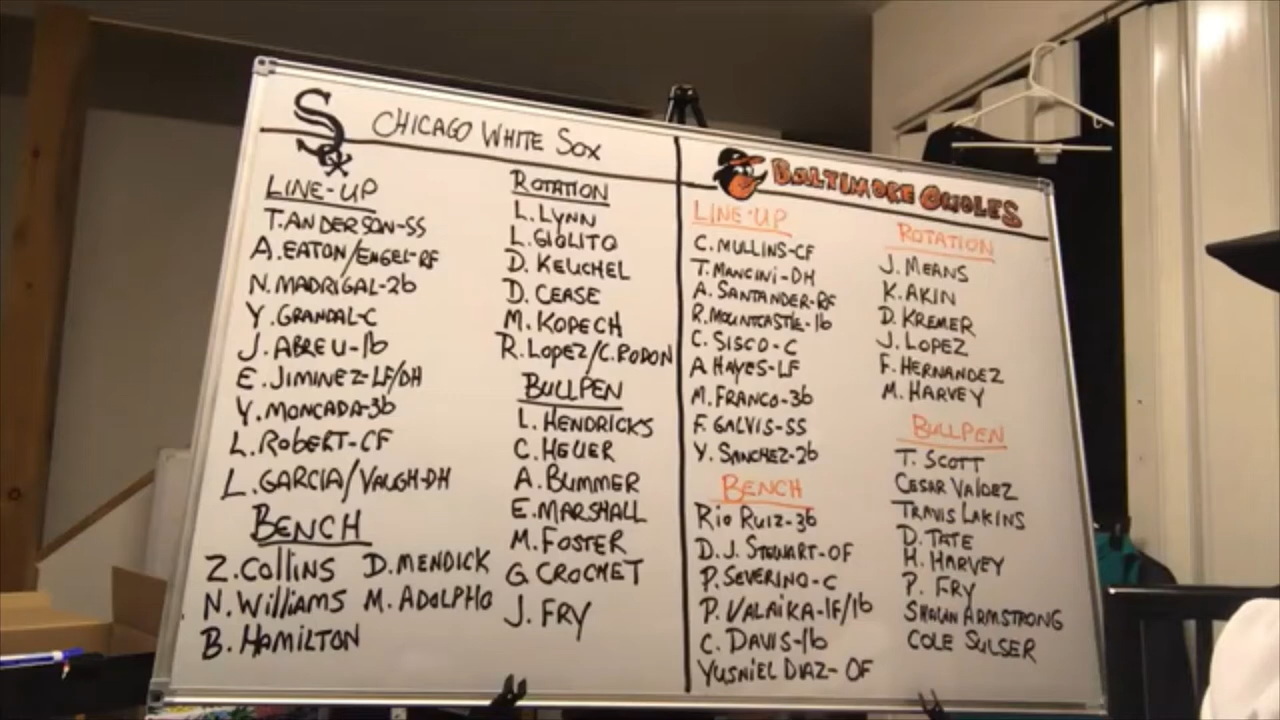 Sox
CHICAGO WHITE SOX
LINE-UP
T. ANDERSON-SS
A. EATON/ENGEL-RF
N. MADRIGAL-2b
Y. GRANDAL-C
J. ABREU-1b
E. JIMINEZ-LF/DH
Y. MONCADA-3b
L. ROBERT-CF
L. GARCIA/VAUGH-DH
BENCH
Z. COLLINS D. MENDICK
N. WILLIAMS M. ADOLPHO
B. HAMILTON
ROTATION
L. LYNN
L. GIOLITO
D. KEUCHEL
D. CEASE
M. KOPECH
R. LOPEZ/C. RODON
BULLPEN
L. HENDRICKS
C. HEUER
A. BUMMER
E. MARSHALL
M. FOSTER
G. CROCHET
J. FRY
BALTIMORE ORIOLES
LINE-UP
C. MULLINS-CF
T. MANCINI-DH
A. SANTANDER-RF
R. MOUNTCASTLE-1b
C. SISCO-C
A HAYES-LF
M. FRANCO-3b
F. GALVIS-SS
Y. SANCHEZ-2b
BENCH
RIO RUIZ-3b
D.J. STEWART-OF
P. SEVERINO-C
P. VALAIKA-IF/1b
C. DAVIS-1b
YUSNIEL DIAZ-OF
ROTATION
J. MEANS
K. AKIN
D. KREMER
J. LOPEZ
F. HERNANDEZ
M. HARVEY
BULLPEN
T. SCOTT
CESAR VALDEZ
TRAVIS LAKINS
D. TATE
H. HARVEY
P. FRY
SHAWN ARMSTRONG
COLE SULSER